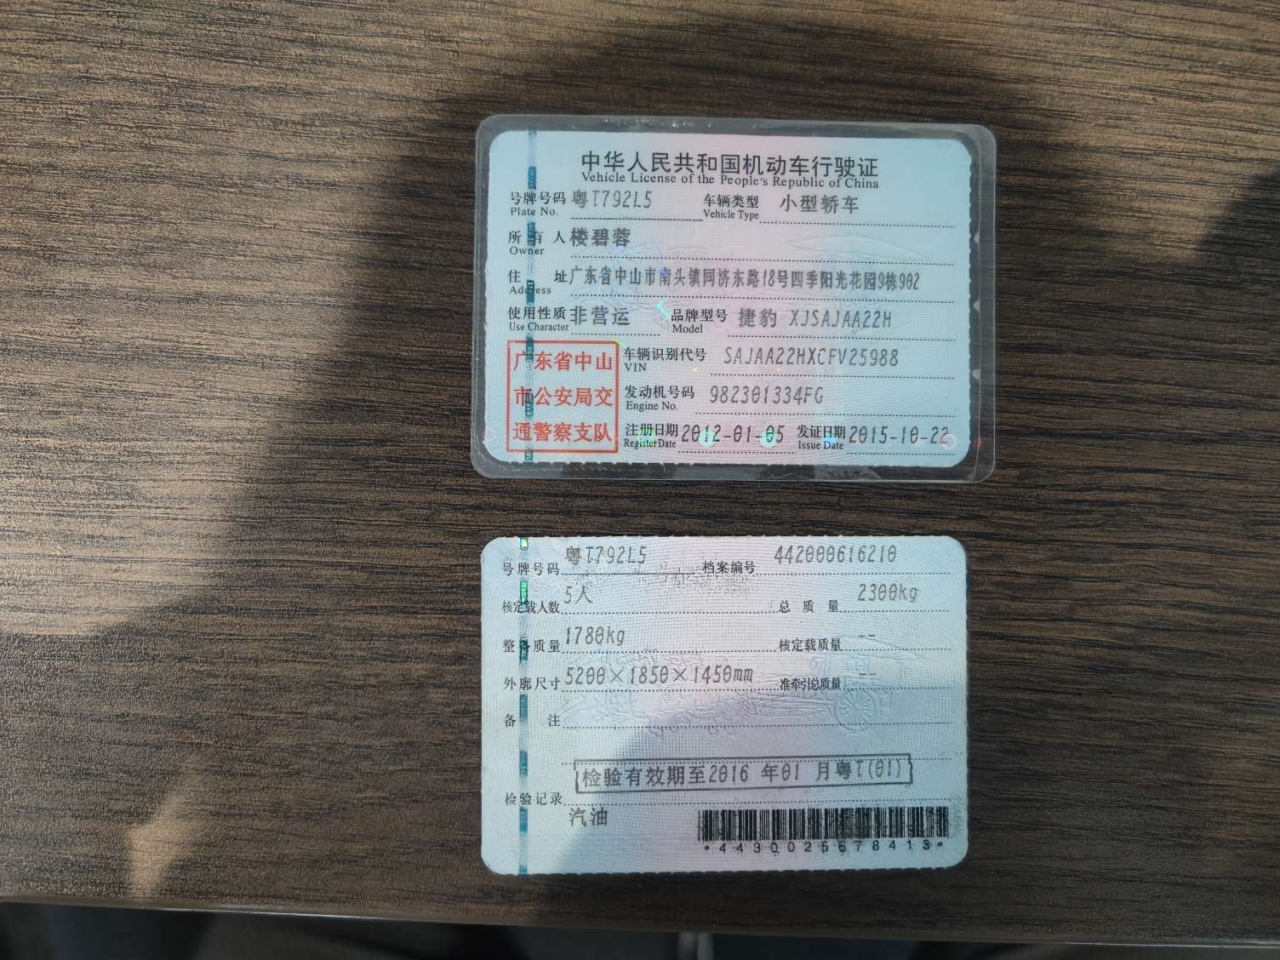 中华人民共和国机动车行驶证
Vehicle License of the People's Republic of China
号牌号码 粤T792L5 车辆类型 小型轿车
Plate No. Vehicle Type
所有人 楼碧蓉
Owner
住址 广东省中山市南头镇同济东路18号四季阳光花园9栋902
Address
使用性质 非营运 品牌型号 捷豹 XJSAJAA22H
Use Character Model
广东省中山
市公安局交
通警察支队
车辆识别代号 SAJAA22HXCFV25988
VIN
发动机号码 982301334FG
Engine No.
注册日期 2012-01-05 发证日期 2015-10-22
Register Date Issue Date
号牌号码 粤T792L5 档案编号 442000616210
核定载人数 5人 总质量 2300kg
整备质量 1780kg 核定载质量 --
外廓尺寸 5200×1850×1450mm 准牵引总质量 --
备注
检验有效期至2016年01月粤T(01)
检验记录
汽油
*4430025678413*